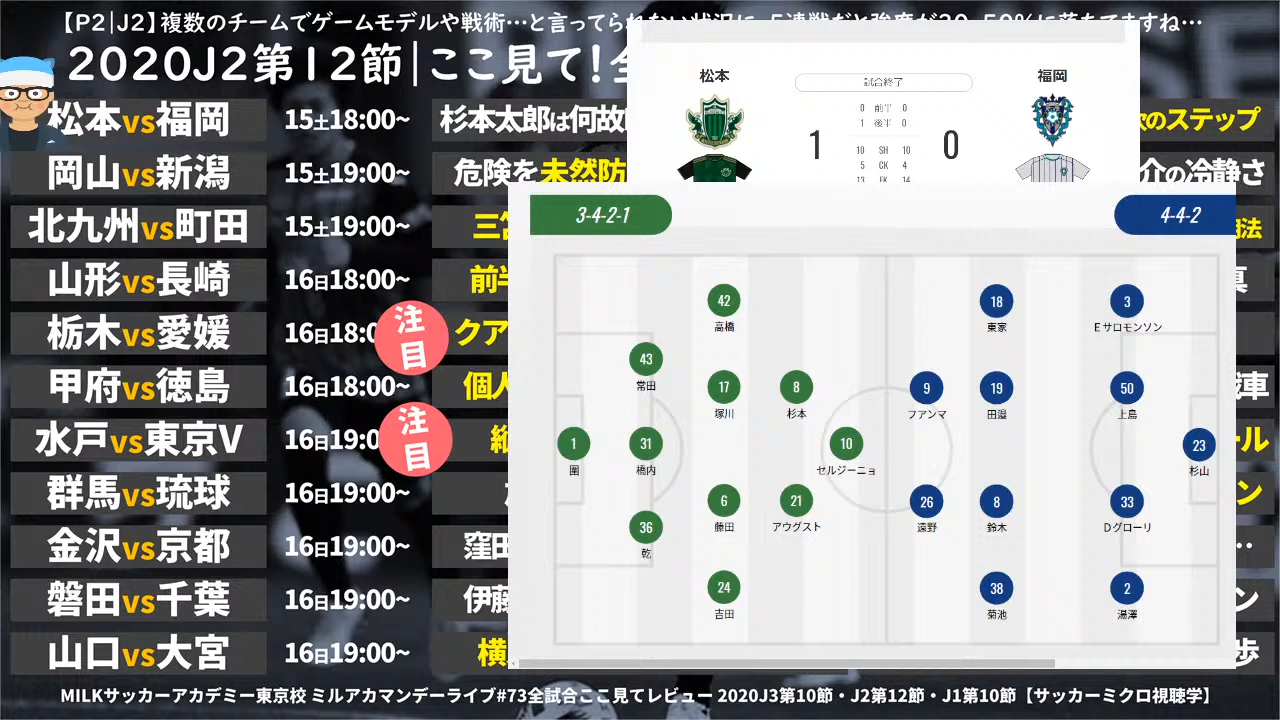 【P2|J2】複数のチームでゲームモデルや戦術…と言ってられない状況に、5連戦だと強度が30~50%に落ちてますね…
2020J2第12節|ここ見て!全
松本vs福岡 15土18:00~ 杉本太郎は何故 のステップ
岡山vs新潟 15土19:00~ 危険を未然防 介の冷静さ
北九州vs町田 15土19:00~ 法
山形vs長崎 16日18:00~ 前半
栃木vs愛媛 16日18:0 注目 クア
甲府vs徳島 16日18:00~ 個人 車
水戸vs東京V 16日19:0 注目 ール
群馬vs琉球 16日19:00~ ン
金沢vs京都 16日19:00~ 窪田 …
磐田vs千葉 16日19:00~ 伊藤 ン
山口vs大宮 16日19:00~ 横 歩
松本 試合終了 福岡
0 前半 0
1 1 後半 0 0
10 SH 10
5 CK 4
13 FK 14
3-4-2-1 4-4-2
42 高橋
43 常田
17 塚川
8 杉本
1 圍
31 橋内
10 セルジーニョ
6 藤田
21 アウグスト
36 乾
24 吉田
18 東家
3 Eサロモンソン
9 フアンマ
19 田邉
50 上島
23 杉山
26 遠野
8 鈴木
33 Dグローリ
38 菊池
2 湯澤
MILKサッカーアカデミー東京校 ミルアカマンデーライブ#73全試合ここ見てレビュー 2020J3第10節・J2第12節・J1第10節【サッカーミクロ視聴学】